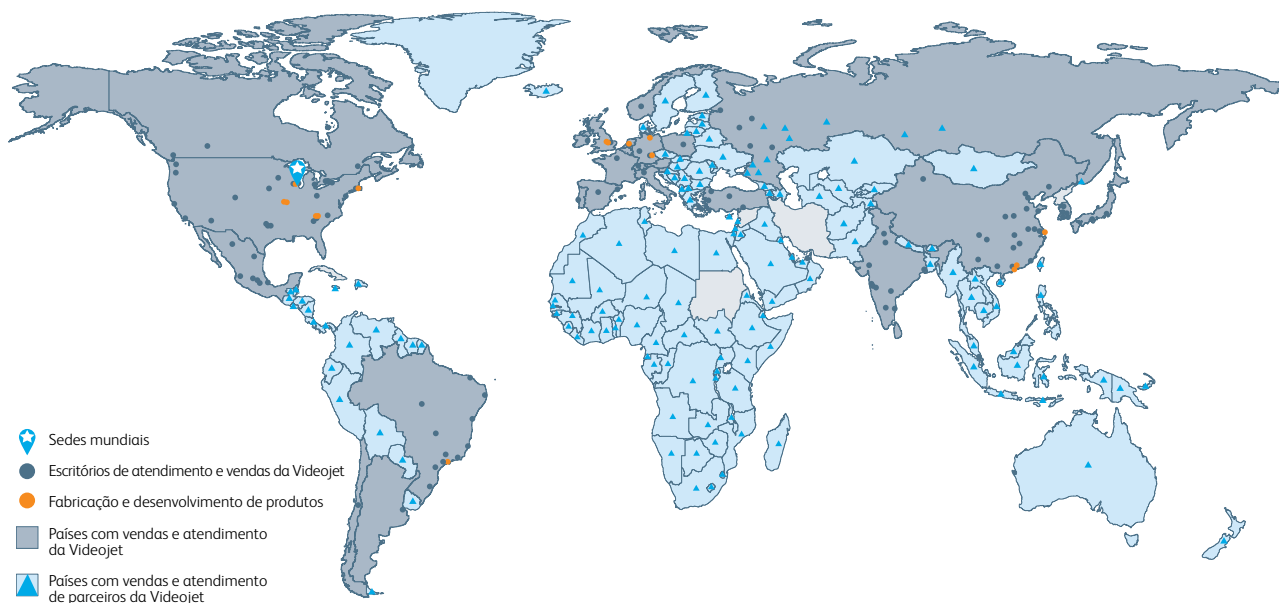 Sedes mundiais
Escritórios de atendimento e vendas da Videojet
Fabricação e desenvolvimento de produtos
Países com vendas e atendimento
da Videojet
Países com vendas e atendimento
de parceiros da Videojet